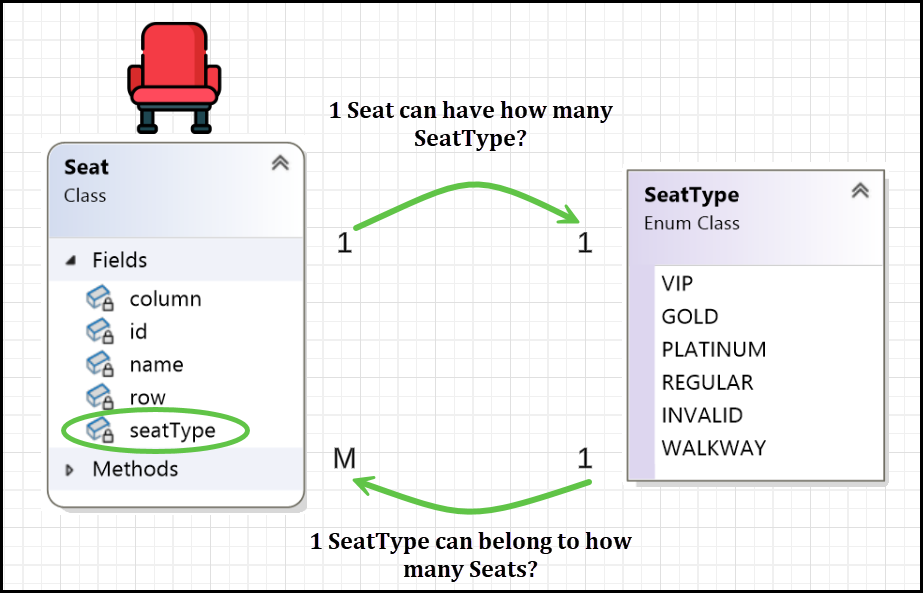 1 Seat can have how many
SeatType?
Seat
Class
Fields
column
id
name
row
seatType
Methods
1
1
M
1
SeatType
Enum Class
VIP
GOLD
PLATINUM
REGULAR
INVALID
WALKWAY
1 SeatType can belong to how
many Seats?